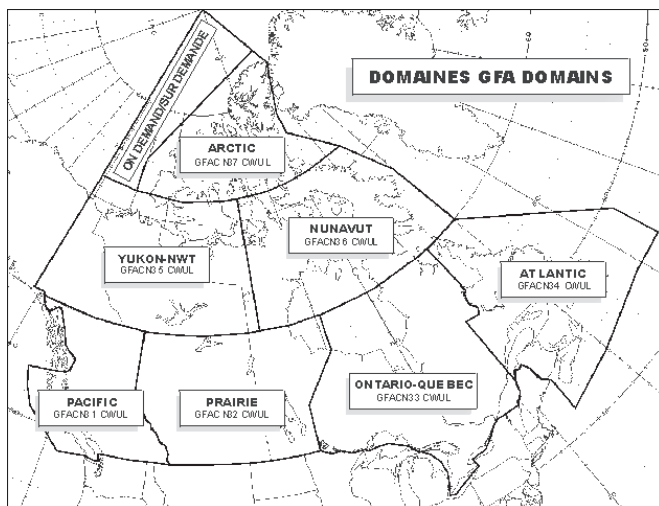 DOMAINES GFA DOMAINS
ON DEMAND/SUR DEMANDE
ARCTIC
GFACN37 CWUL
NUNAVUT
GFACN36 CWUL
YUKON-NWT
GFACN35 CWUL
ATLANTIC
GFACN34 CWUL
ONTARIO-QUEBEC
GFACN33 CWUL
PACIFIC
GFACN31 CWUL
PRAIRIE
GFACN32 CWUL